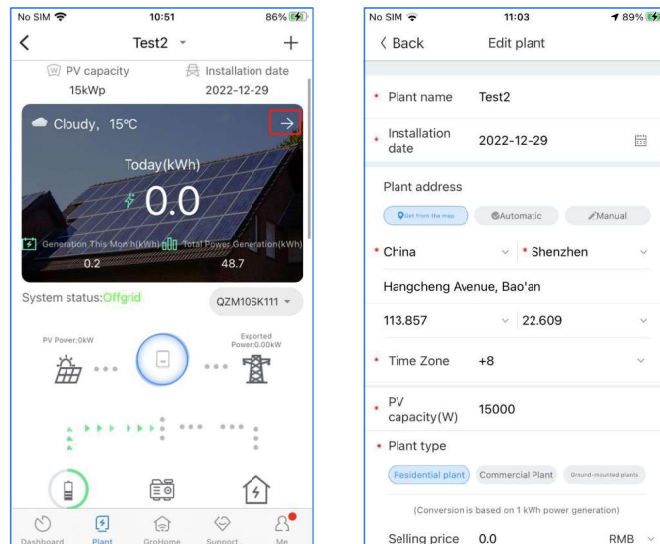 No SIM 10:51 86%
Test2
PV capacity Installation date
15kWp 2022-12-29
Cloudy, 15℃
Today(kWh)
0.0
Generation This Month(kWh) Total Power Generation(kWh)
0.2 48.7
System status:Offgrid QZM10SK111
PV Power:0kW Exported
Power:0.00kW
Dashboard Plant GroHome Support Me
No SIM 11:03 89%
Back Edit plant
* Plant name Test2
* Installation
date 2022-12-29
Plant address
Get from the map Automatic Manual
* China * Shenzhen
Hangcheng Avenue, Bao'an
113.857 22.609
* Time Zone +8
* PV
capacity(W) 15000
* Plant type
Residential plant Commercial Plant Ground-mounted plants
(Conversion is based on 1 kWh power generation)
Selling price 0.0 RMB